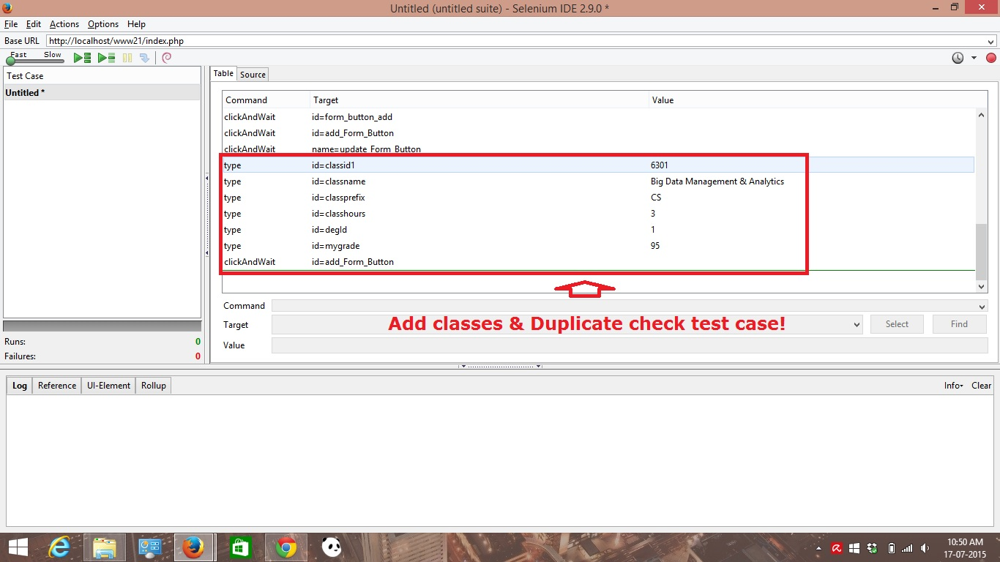 Untitled (untitled suite) - Selenium IDE 2.9.0 *
File Edit Actions Options Help
Base URL http://localhost/www21/index.php
Fast Slow
Test Case
Untitled *
Table Source
Command Target Value
clickAndWait id=form_button_add
clickAndWait id=add_Form_Button
clickAndWait name=update_Form_Button
type id=classid1 6301
type id=classname Big Data Management & Analytics
type id=classprefix CS
type id=classhours 3
type id=degId 1
type id=mygrade 95
clickAndWait id=add_Form_Button
Command
Target Add classes & Duplicate check test case! Select Find
Value
Runs: 0
Failures: 0
Log Reference UI-Element Rollup Info Clear
10:50 AM
17-07-2015